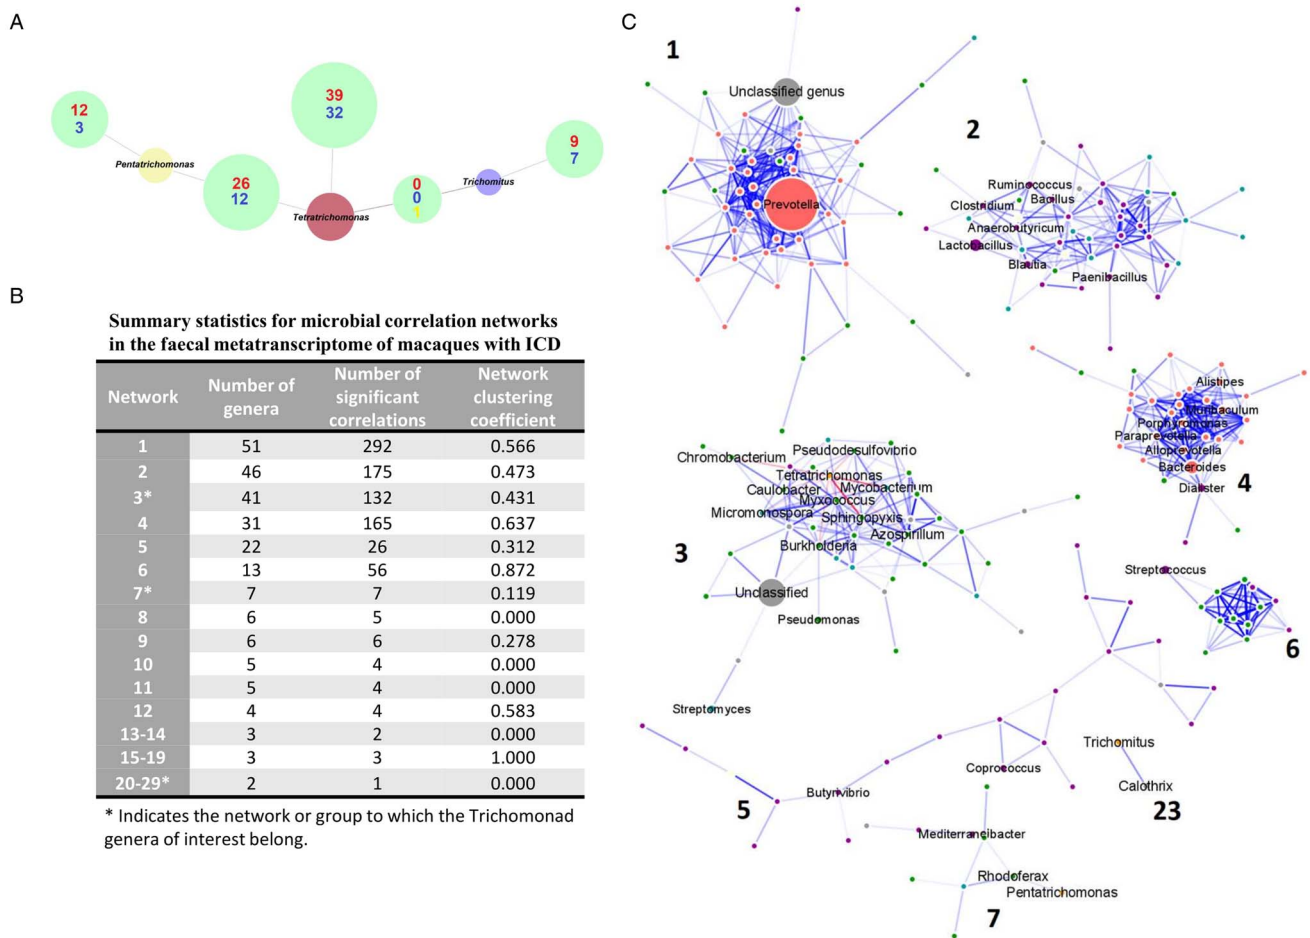 A
12
3
Pentatrichomonas
26
12
39
32
Tetratrichomonas
0
0
Trichomitus
9
7
B
Summary statistics for microbial correlation networks
in the faecal metatranscriptome of macaques with ICD
Network Number of genera Number of significant correlations Network clustering coefficient
1 51 292 0.566
2 46 175 0.473
3* 41 132 0.431
4 31 165 0.637
5 22 26 0.312
6 13 56 0.872
7* 7 7 0.119
8 6 5 0.000
9 6 6 0.278
10 5 4 0.000
11 5 4 0.000
12 4 4 0.583
13-14 3 2 0.000
15-19 3 3 1.000
20-29* 2 1 0.000
* Indicates the network or group to which the Trichomonad
genera of interest belong.
C
1
Unclassified genus
Prevotella
2
Ruminococcus
Bacillus
Clostridium
Anaerobutyricum
Lactobacillus
Blautia
Paenibacillus
Alistipes
Muribaculum
Porphyromonas
Paraprevotella
Alloprevotella
Bacteroides
Dialister
4
Pseudodesulfovibrio
Chromobacterium
Tetratrichomonas
Caulobacter
Mycobacterium
Myxococcus
Micromonospora
Sphingopyxis
Azospirillum
Burkholderia
3
Unclassified
Pseudomonas
Streptomyces
Streptococcus
6
Trichomitus
Coprococcus
Calothrix
23
Butyrivibrio
5
Mediterraneibacter
Rhodoferax
Pentatrichomonas
7